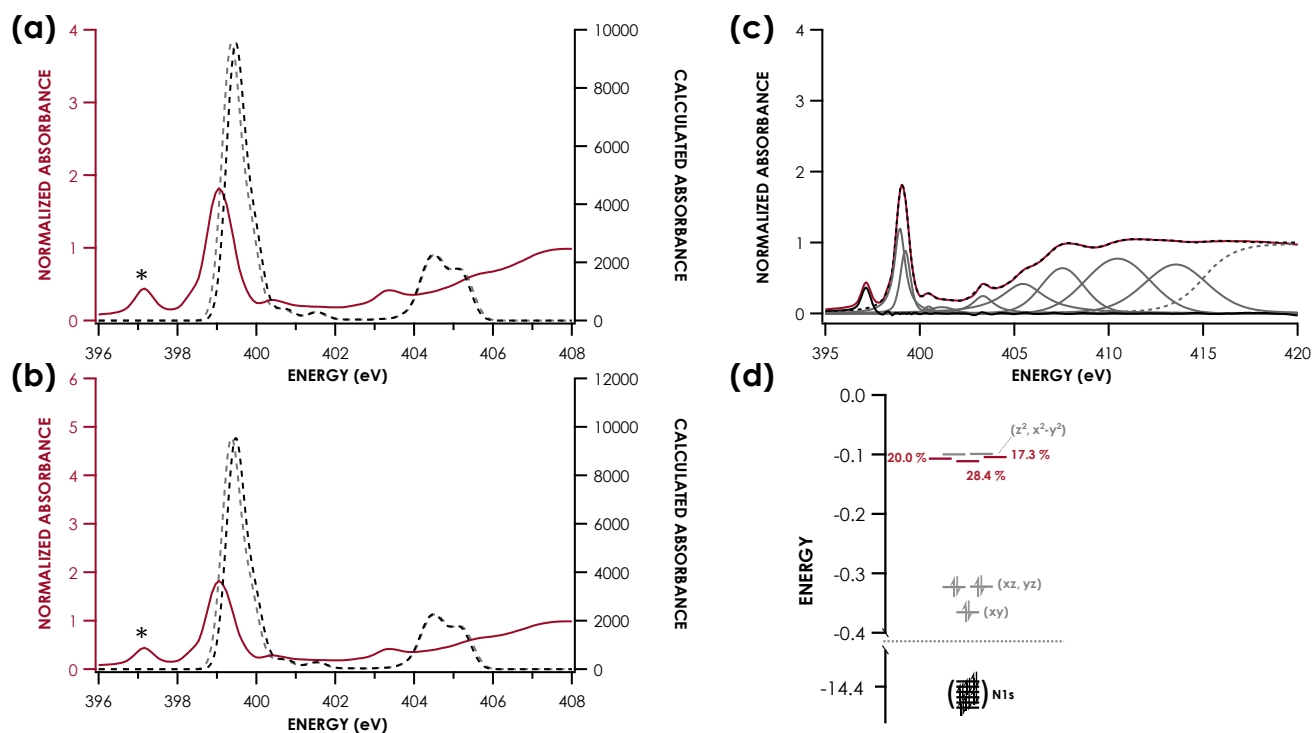 (a)
4
3
2
1
0
NORMALIZED ABSORBANCE
*
10000
8000
6000
4000
2000
0
CALCULATED ABSORBANCE
396 398 400 402 404 406 408
ENERGY (eV)
(b)
6
5
4
3
2
1
0
NORMALIZED ABSORBANCE
*
12000
10000
8000
6000
4000
2000
0
CALCULATED ABSORBANCE
396 398 400 402 404 406 408
ENERGY (eV)
(c)
4
3
2
1
0
NORMALIZED ABSORBANCE
395 400 405 410 415 420
ENERGY (eV)
(d)
0.0
-0.1
-0.2
-0.3
-0.4
-14.4
ENERGY
(z², x²-y²)
20.0 %
17.3 %
28.4 %
(xz, yz)
(xy)
( ) N1s